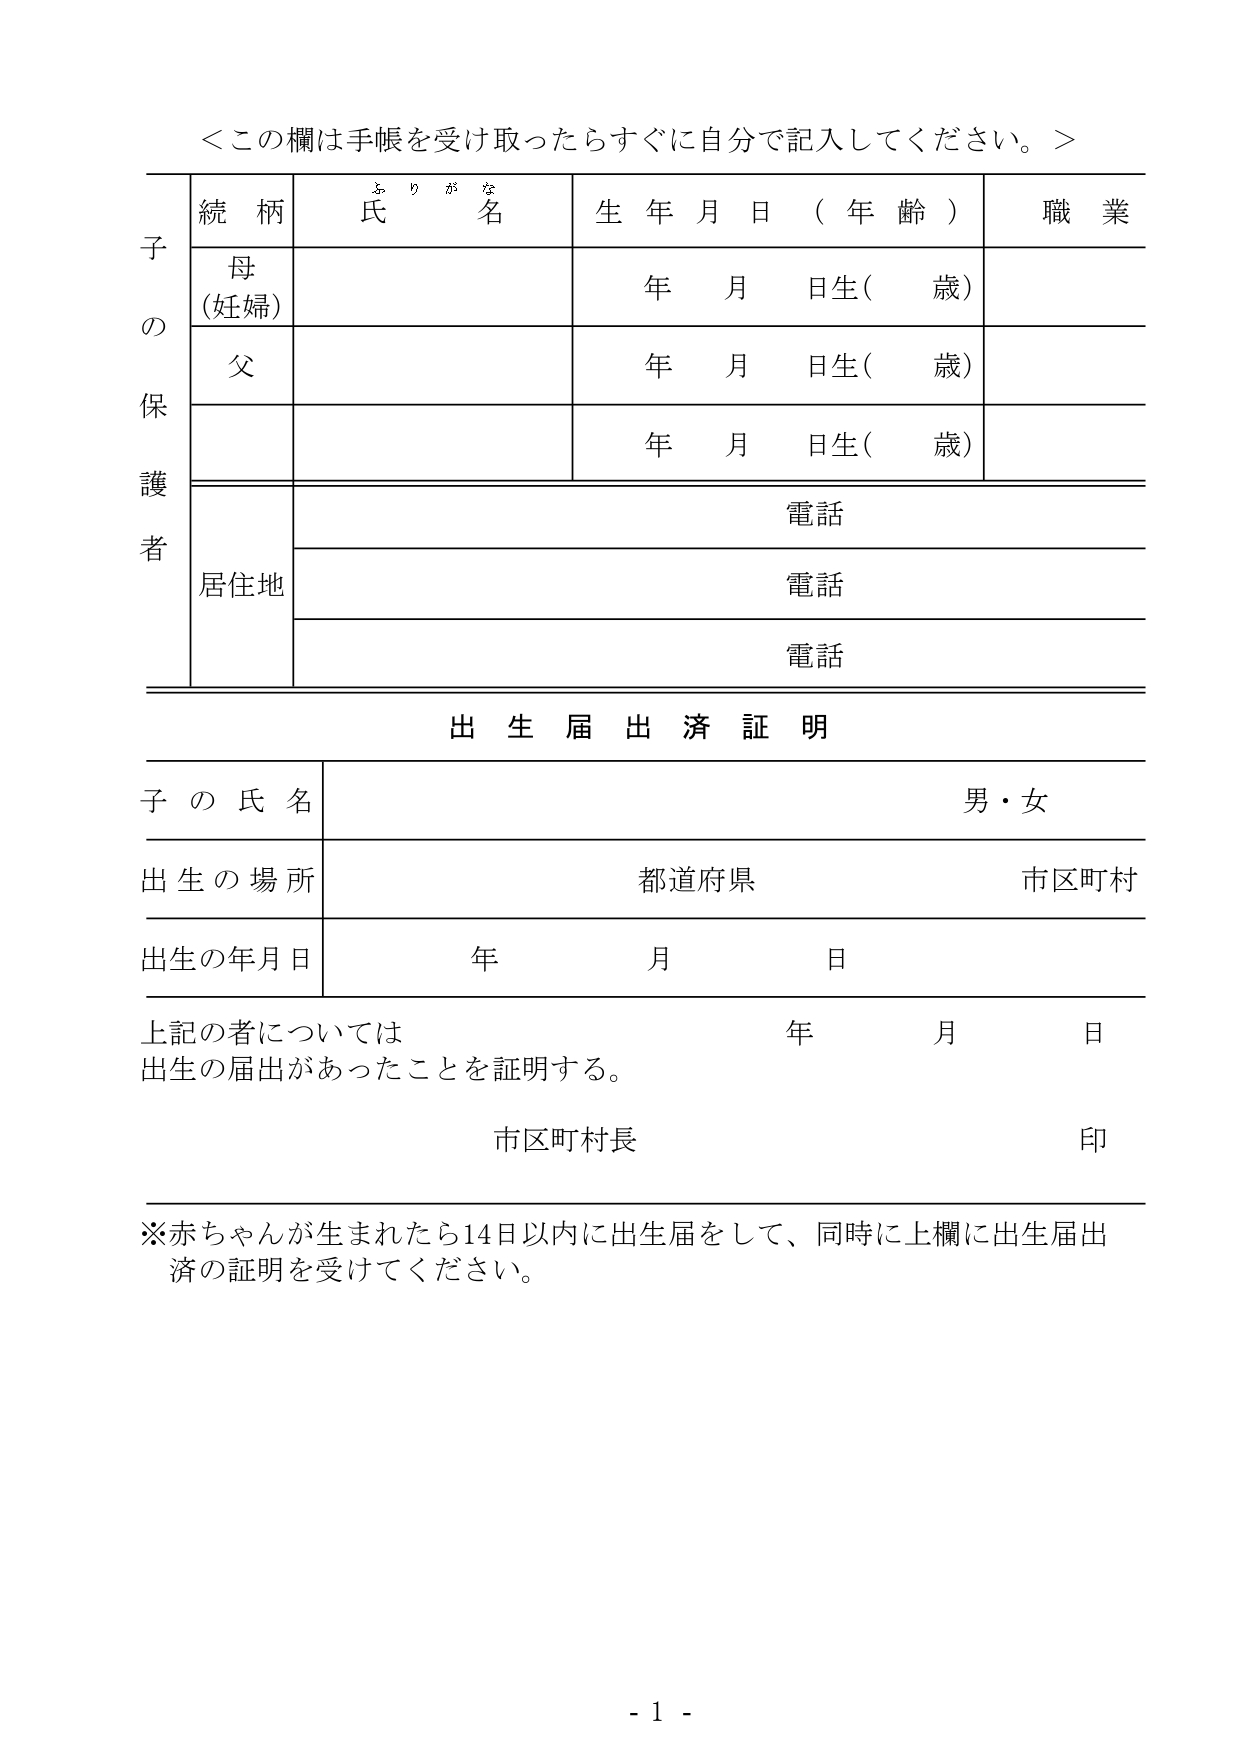 ＜この欄は手帳を受け取ったらすぐに自分で記入してください。＞
子の保護者
続柄 氏名 ふりがな 生年月日（年齢） 職業
母
(妊婦)
年 月 日生( 歳)
父 年 月 日生( 歳)
年 月 日生( 歳)
居住地
電話
電話
電話
出生届出済証明
子の氏名 男・女
出生の場所 都道府県 市区町村
出生の年月日 年 月 日
上記の者については 年 月 日
出生の届出があったことを証明する。
市区町村長 印
※赤ちゃんが生まれたら14日以内に出生届をして、同時に上欄に出生届出
済の証明を受けてください。
- 1 -